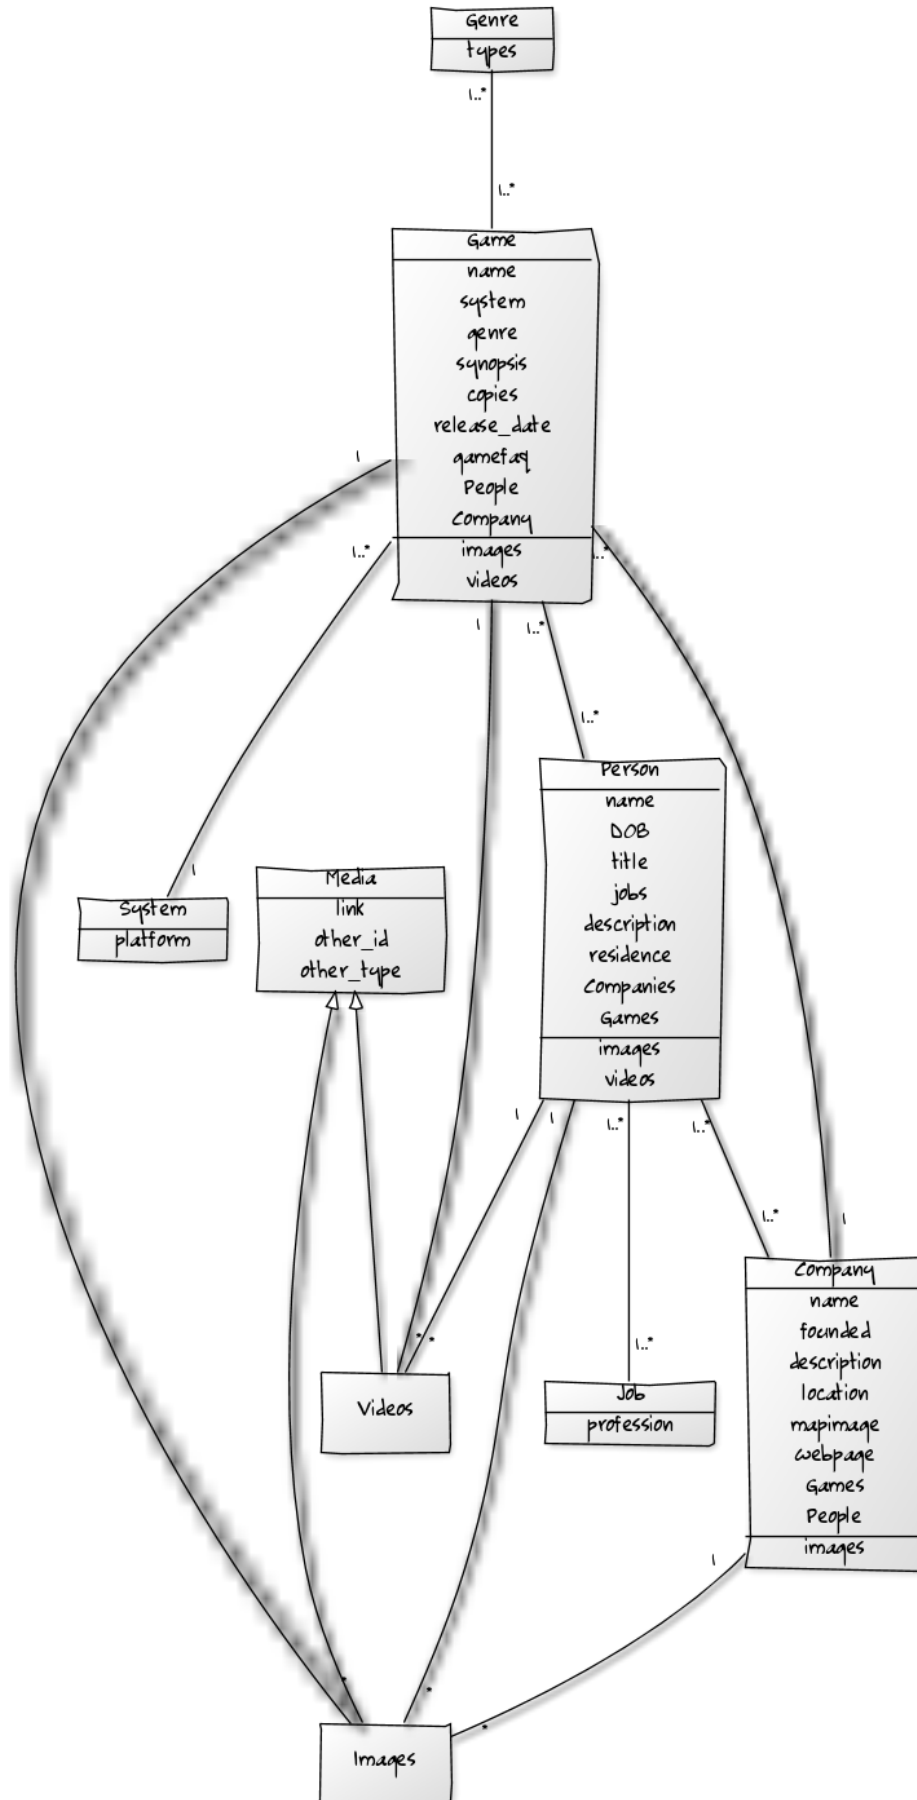 Genre
types
1..*
1..*
Game
name
system
genre
synopsis
copies
release_date
gamefaq
People
Company
images
videos
1
1..*
1..*
1
1..*
1..*
Person
name
DOB
title
jobs
description
residence
Companies
Games
images
videos
1
System
platform
Media
link
other_id
other_type
1
1
1..*
1..*
1..*
1
Company
name
founded
description
location
mapimage
webpage
Games
People
images
* *
Videos
1..*
Job
profession
1
*
*
*
Images